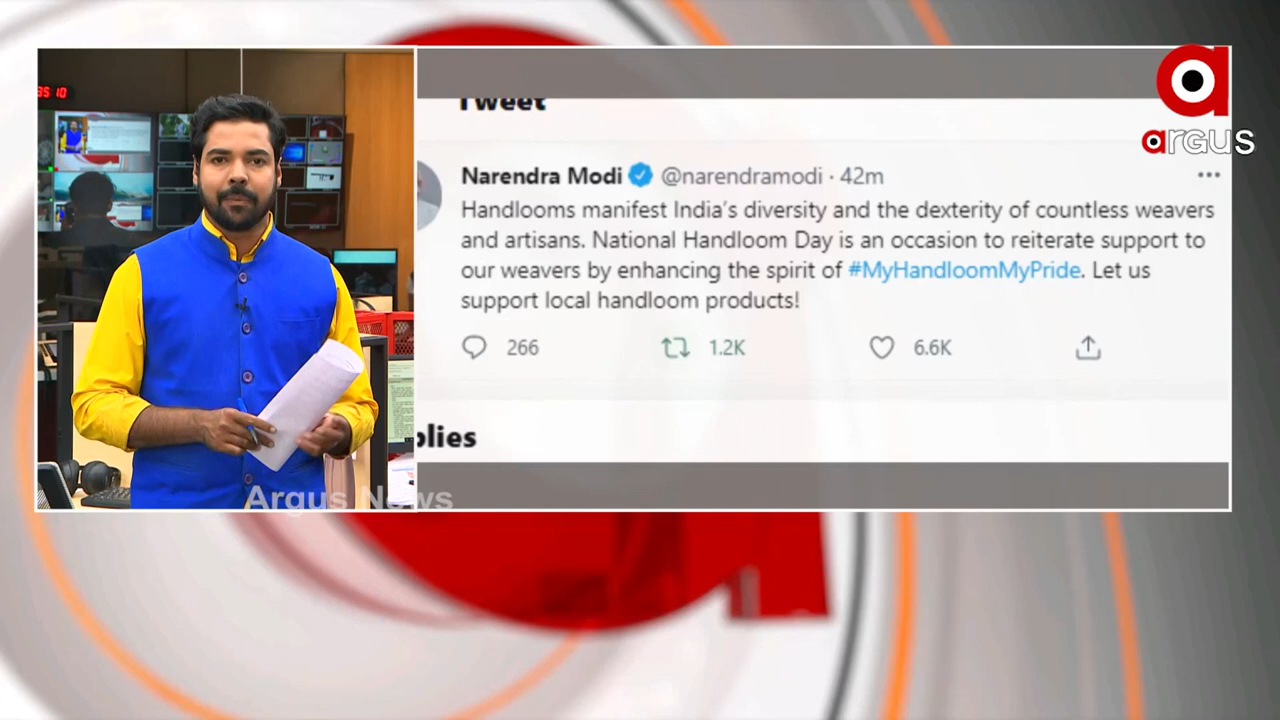 35 10
Tweet
argus
Narendra Modi @narendramodi · 42m
Handlooms manifest India's diversity and the dexterity of countless weavers
and artisans. National Handloom Day is an occasion to reiterate support to
our weavers by enhancing the spirit of #MyHandloomMyPride. Let us
support local handloom products!
266 1.2K 6.6K
plies
Argus News